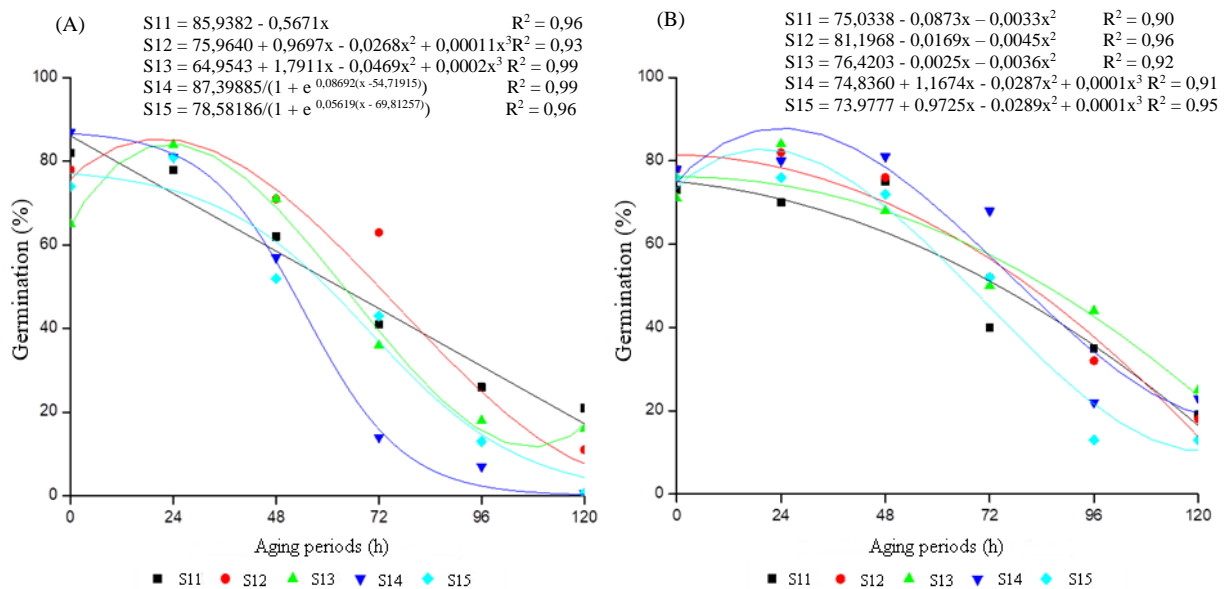 (A)
S11 = 85,9382 - 0,5671x R² = 0,96
S12 = 75,9640 + 0,9697x - 0,0268x² + 0,00011x³ R² = 0,93
S13 = 64,9543 + 1,7911x - 0,0469x² + 0,0002x³ R² = 0,99
S14 = 87,39885/(1 + e 0,08692(x -54,71915)) R² = 0,99
S15 = 78,58186/(1 + e 0,05619(x - 69,81257)) R² = 0,96
100
80
60
40
20
0
Germination (%)
0 24 48 72 96 120
Aging periods (h)
S11 S12 S13 S14 S15
(B)
S11 = 75,0338 - 0,0873x – 0,0033x² R² = 0,90
S12 = 81,1968 - 0,0169x – 0,0045x² R² = 0,96
S13 = 76,4203 - 0,0025x – 0,0036x² R² = 0,92
S14 = 74,8360 + 1,1674x - 0,0287x² + 0,0001x³ R² = 0,91
S15 = 73,9777 + 0,9725x - 0,0289x² + 0,0001x³ R² = 0,95
100
80
60
40
20
0
Germination (%)
0 24 48 72 96 120
Aging periods (h)
S11 S12 S13 S14 S15